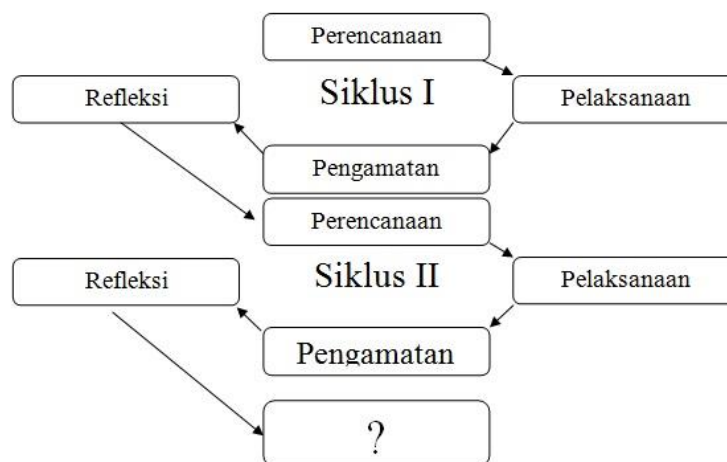 Perencanaan
Siklus I
Refleksi
Pelaksanaan
Pengamatan
Perencanaan
Siklus II
Refleksi
Pelaksanaan
Pengamatan
?